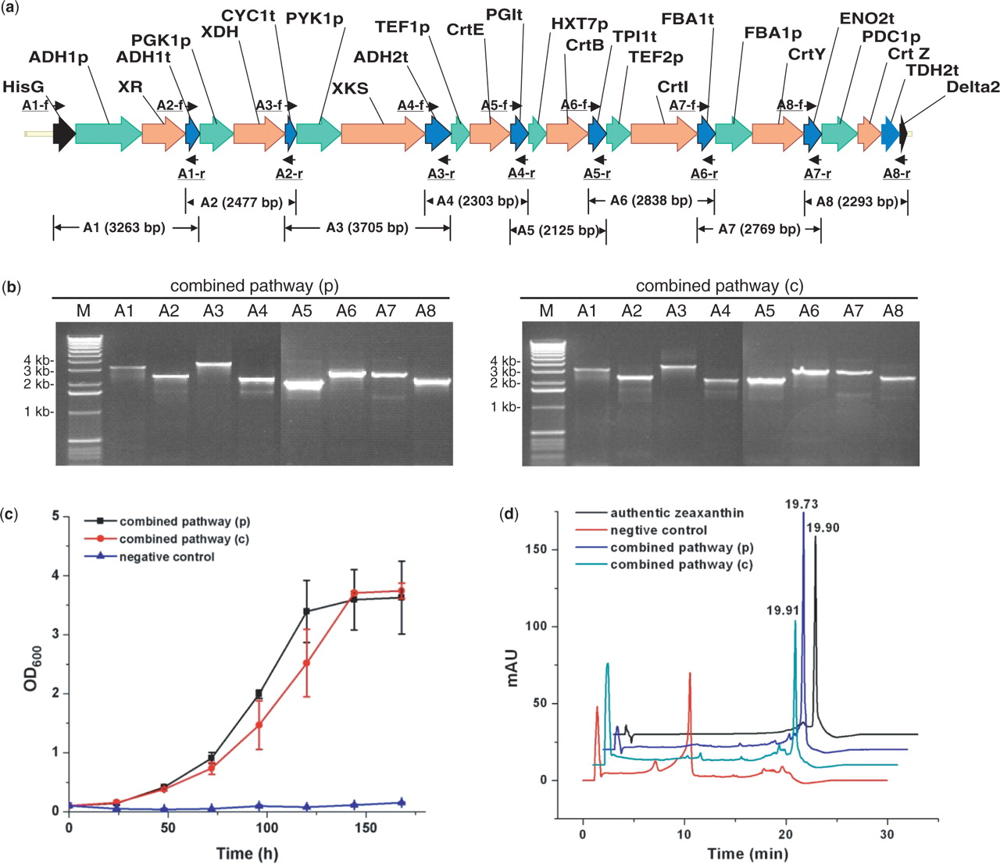 (a)
CYC1t PYK1p PGIt
HXT7p FBA1t ENO2t
PGK1p XDH TEF1p CrtE CrtB TPI1t FBA1p PDC1p
ADH1p ADH1t ADH2t TEF2p CrtY Crt Z
TDH2t
HisG XR XKS CrtI Delta2
A1-f A2-f A3-f A4-f A5-f A6-f A7-f A8-f
A1-r A2-r A3-r A4-r A5-r A6-r A7-r A8-r
A2 (2477 bp) A4 (2303 bp) A6 (2838 bp) A8 (2293 bp)
A1 (3263 bp) A3 (3705 bp) A5 (2125 bp) A7 (2769 bp)
(b)
combined pathway (p) combined pathway (c)
M A1 A2 A3 A4 A5 A6 A7 A8 M A1 A2 A3 A4 A5 A6 A7 A8
4 kb- 4 kb-
3 kb- 3 kb-
2 kb- 2 kb-
1 kb- 1 kb-
(c)
combined pathway (p)
combined pathway (c)
negative control
5
4
3
2
1
0
OD600
0 50 100 150
Time (h)
(d)
authentic zeaxanthin
negtive control
combined pathway (p)
combined pathway (c)
19.73
19.90
19.91
150
100
50
0
mAU
0 10 20 30
Time (min)